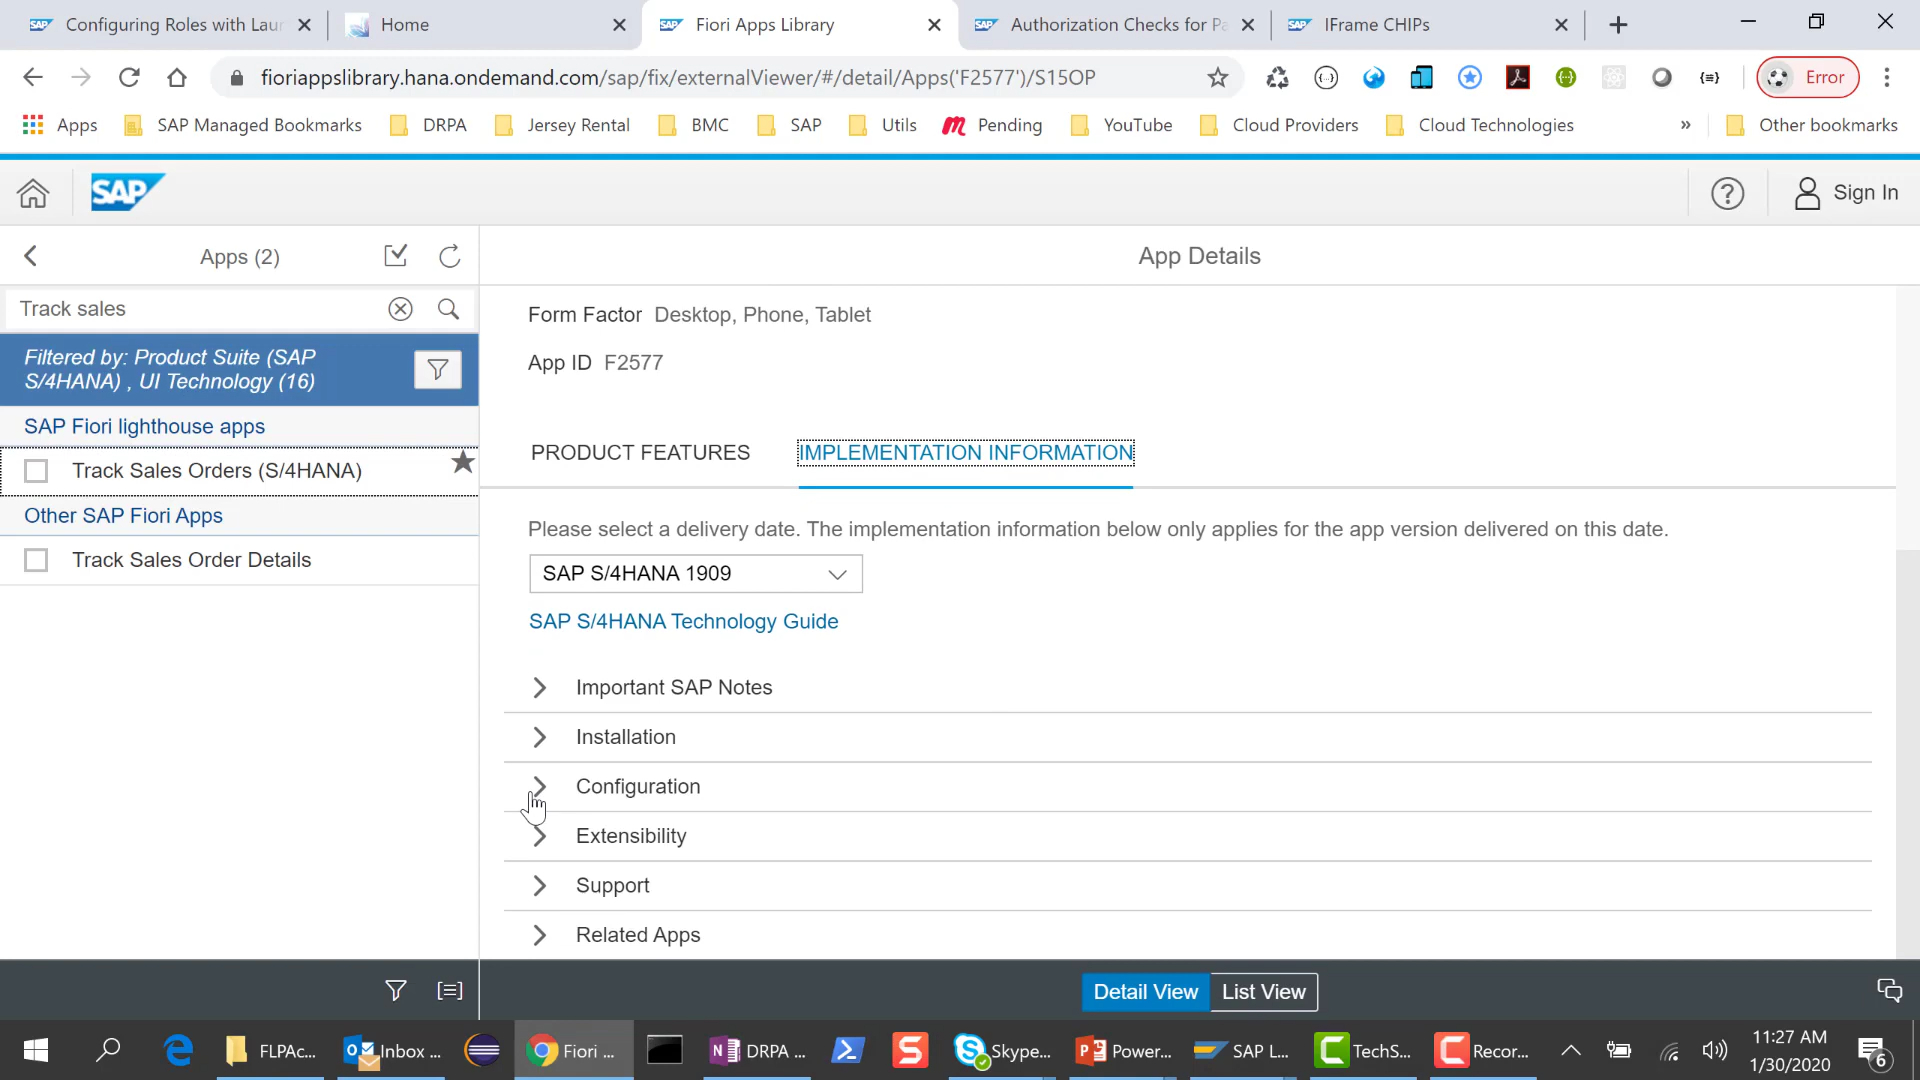 Configuring Roles with Laun
Home
Fiori Apps Library
Authorization Checks for Pa
IFrame CHIPs
fioriappslibrary.hana.ondemand.com/sap/fix/externalViewer/#/detail/Apps('F2577')/S15OP
Error
Apps
SAP Managed Bookmarks
DRPA
Jersey Rental
BMC
SAP
Utils
Pending
YouTube
Cloud Providers
Cloud Technologies
»
Other bookmarks
SAP
Sign In
Apps (2)
App Details
Track sales
Form Factor Desktop, Phone, Tablet
Filtered by: Product Suite (SAP
S/4HANA) , UI Technology (16)
App ID F2577
SAP Fiori lighthouse apps
PRODUCT FEATURES
IMPLEMENTATION INFORMATION
Track Sales Orders (S/4HANA)
Other SAP Fiori Apps
Please select a delivery date. The implementation information below only applies for the app version delivered on this date.
Track Sales Order Details
SAP S/4HANA 1909
SAP S/4HANA Technology Guide
Important SAP Notes
Installation
Configuration
Extensibility
Support
Related Apps
Detail View
List View
FLPAc...
Inbox ...
Fiori ...
DRPA ...
Skype...
Power...
SAP L...
TechS...
Recor...
11:27 AM
1/30/2020
6